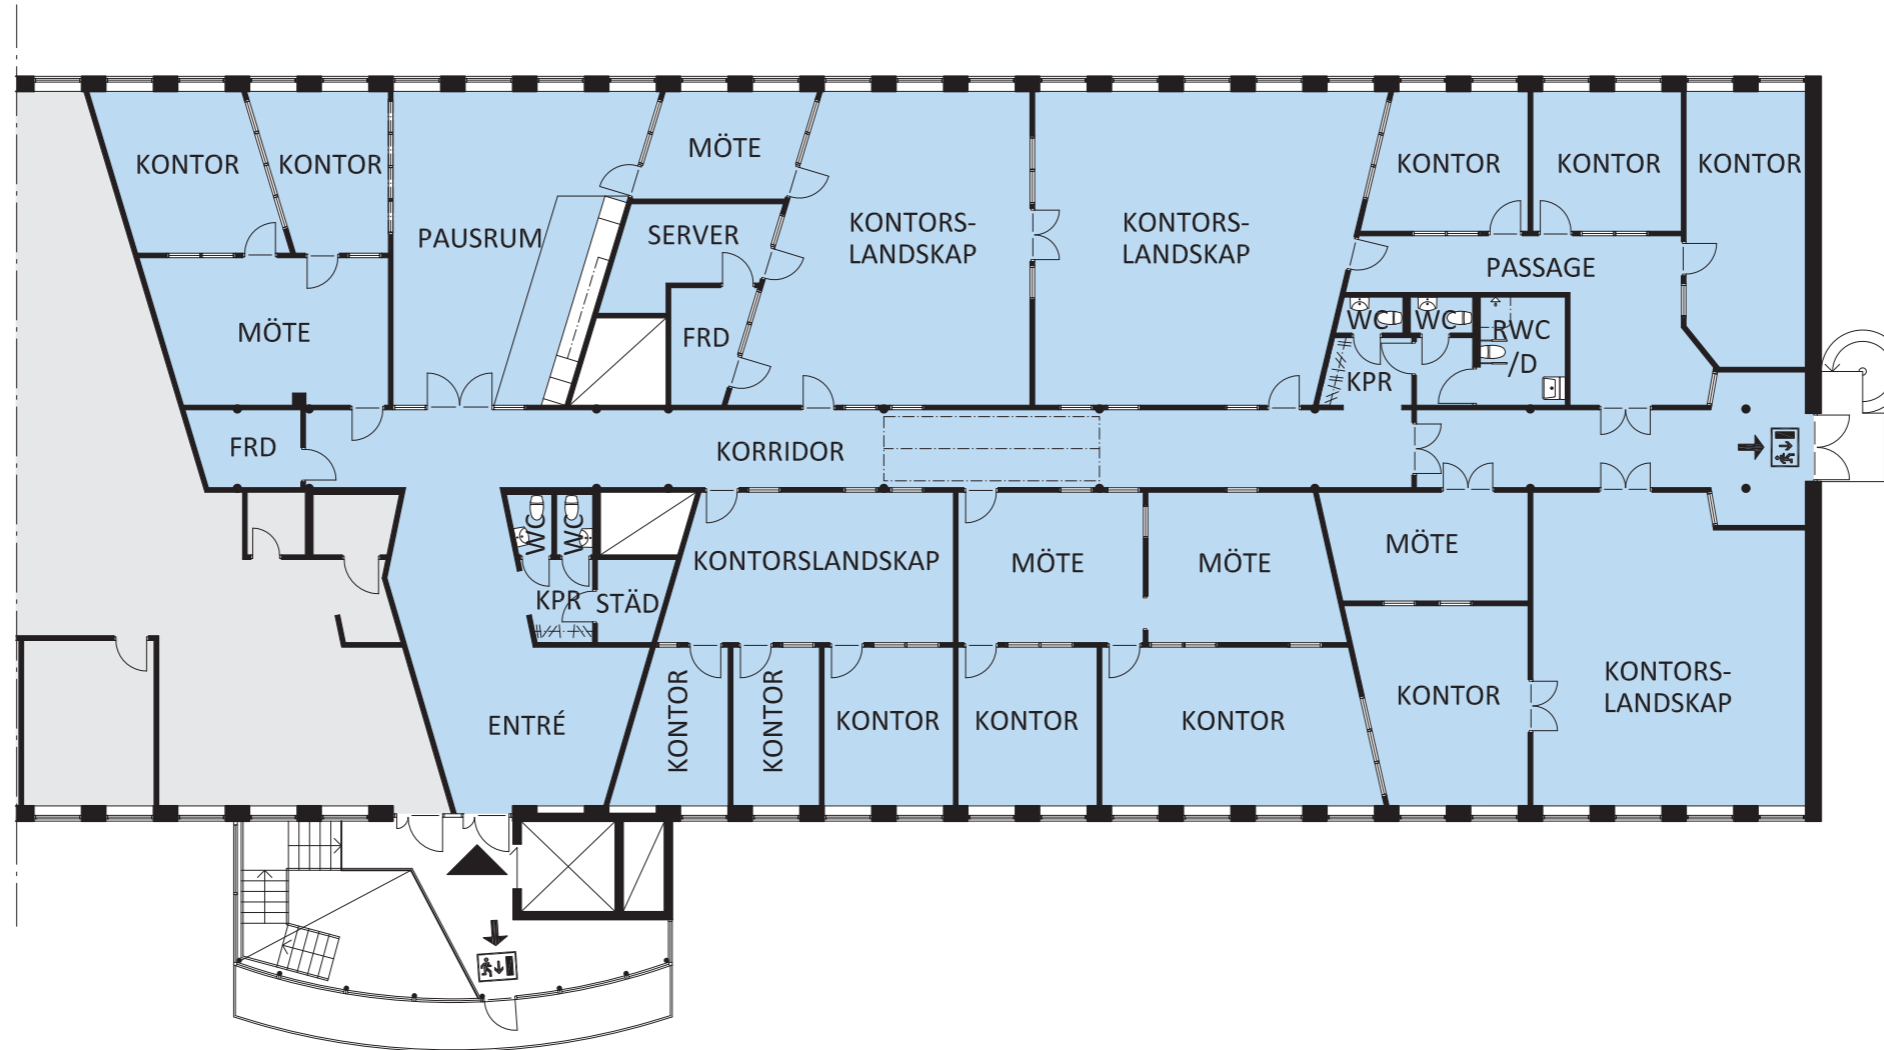 KONTOR
KONTOR
MÖTE
PAUSRUM
MÖTE
SERVER
FRD
KONTORS-
LANDSKAP
KONTORS-
LANDSKAP
KONTOR
KONTOR
KONTOR
PASSAGE
WC
WC
RWC
/D
KPR
FRD
KORRIDOR
WC
WC
KPR
STÄD
KONTORSLANDSKAP
MÖTE
MÖTE
MÖTE
ENTRÉ
KONTOR
KONTOR
KONTOR
KONTOR
KONTOR
KONTOR
KONTORS-
LANDSKAP